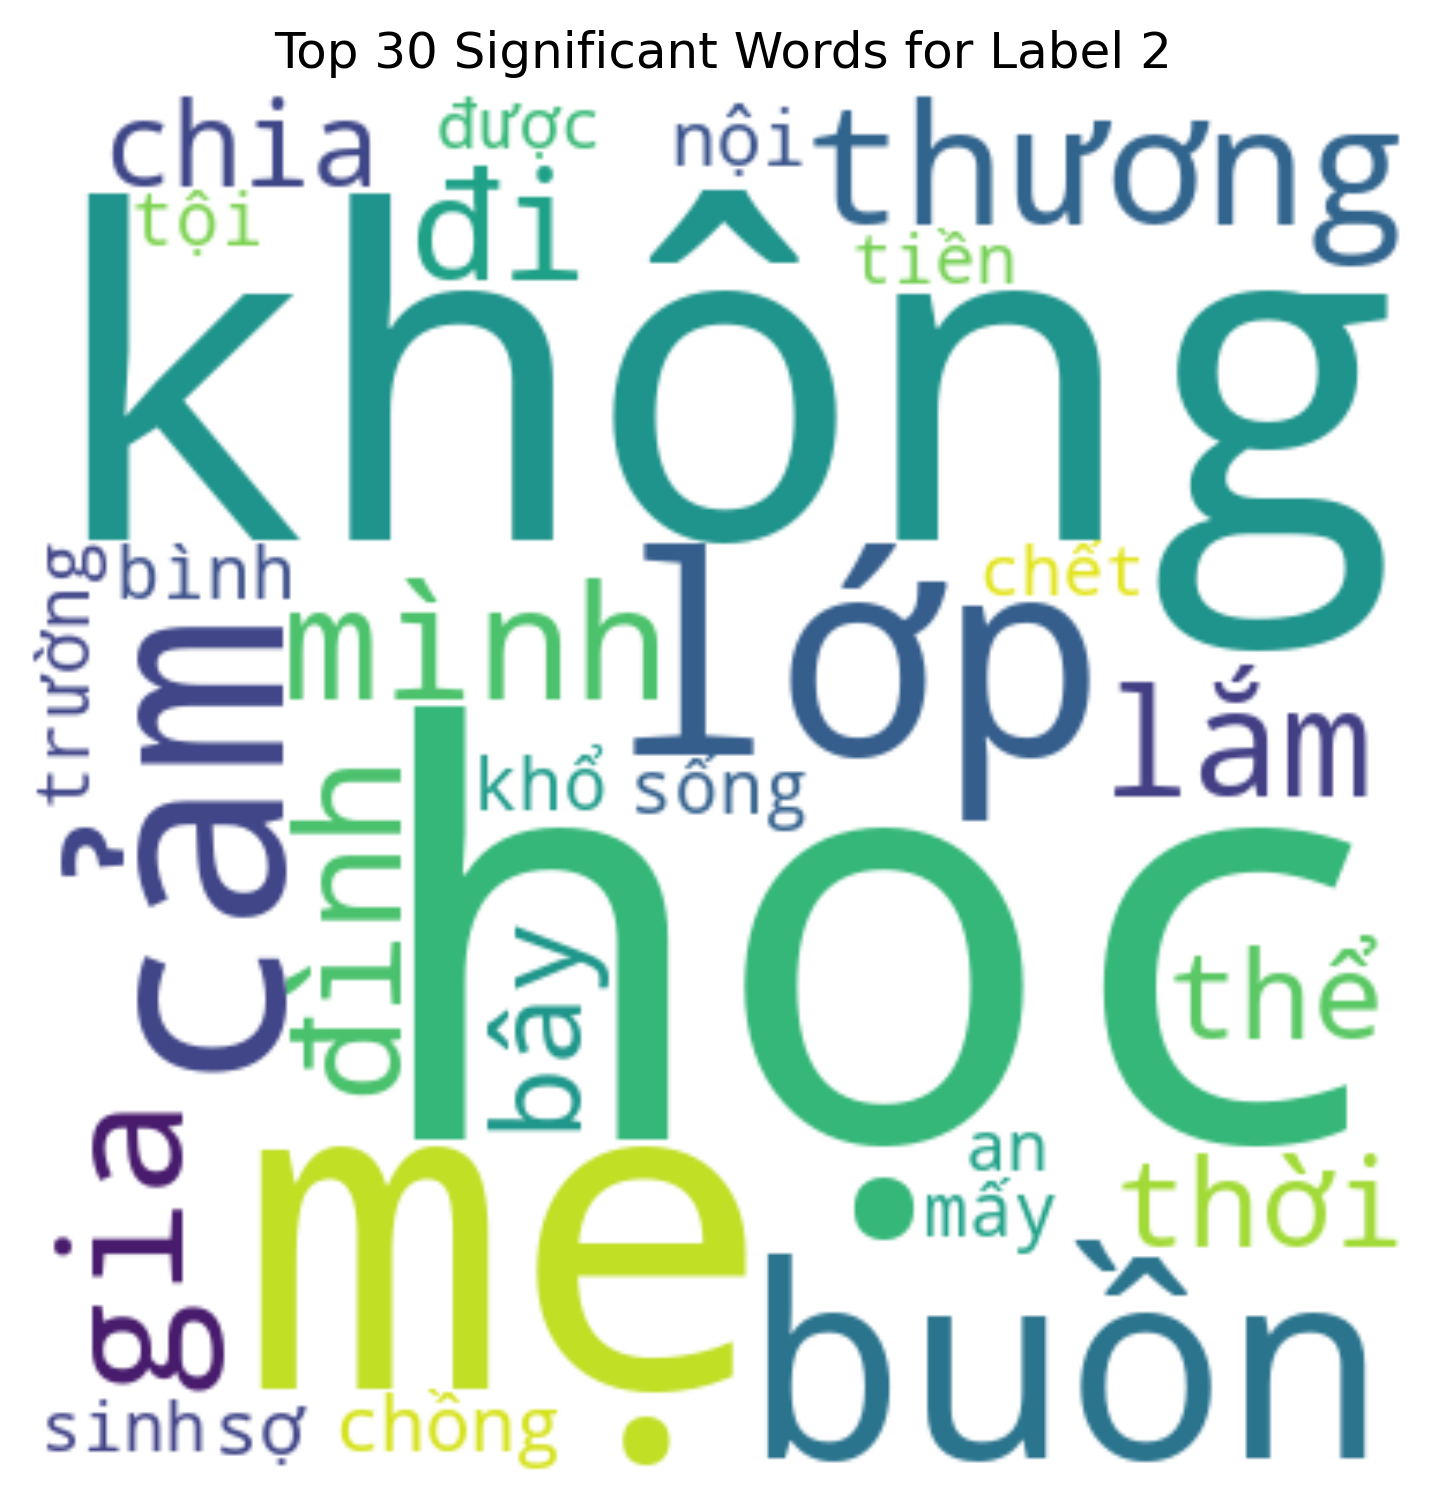 Top 30 Significant Words for Label 2
chia
được
nội
thương
tội
đi
tiền
không
trường
bình
mình
lớp
chết
cảm
lắm
đình
khổ
sống
học
bây
thể
gia
mẹ
an
mấy
thời
buồn
sinh
sợ
chồng